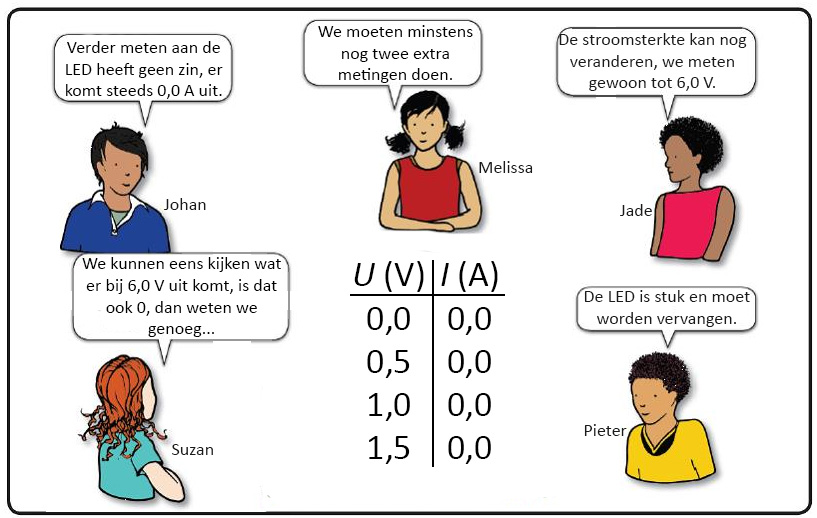 Verder meten aan de
LED heeft geen zin, er
komt steeds 0,0 A uit.
Johan
We moeten minstens
nog twee extra
metingen doen.
Melissa
De stroomsterkte kan nog
veranderen, we meten
gewoon tot 6,0 V.
Jade
We kunnen eens kijken wat
er bij 6,0 V uit komt, is dat
ook 0, dan weten we
genoeg...
Suzan
U (V) I (A)
0,0 0,0
0,5 0,0
1,0 0,0
1,5 0,0
De LED is stuk en moet
worden vervangen.
Pieter